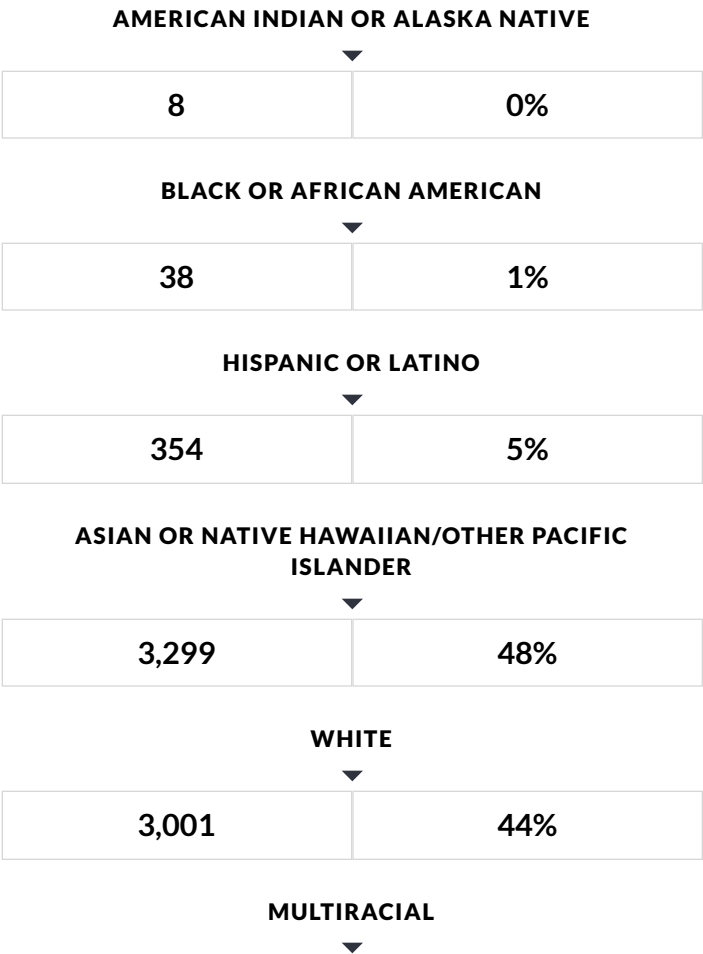 AMERICAN INDIAN OR ALASKA NATIVE
8 0%
BLACK OR AFRICAN AMERICAN
38 1%
HISPANIC OR LATINO
354 5%
ASIAN OR NATIVE HAWAIIAN/OTHER PACIFIC
ISLANDER
3,299 48%
WHITE
3,001 44%
MULTIRACIAL